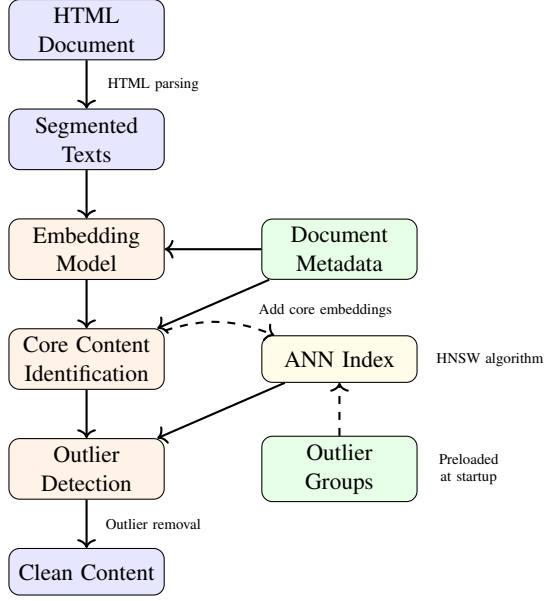 HTML
Document
HTML parsing
Segmented
Texts
Embedding
Model
Document
Metadata
Add core embeddings
Core Content
Identification
ANN Index
HNSW algorithm
Outlier
Detection
Outlier
Groups
Preloaded
at startup
Outlier removal
Clean Content